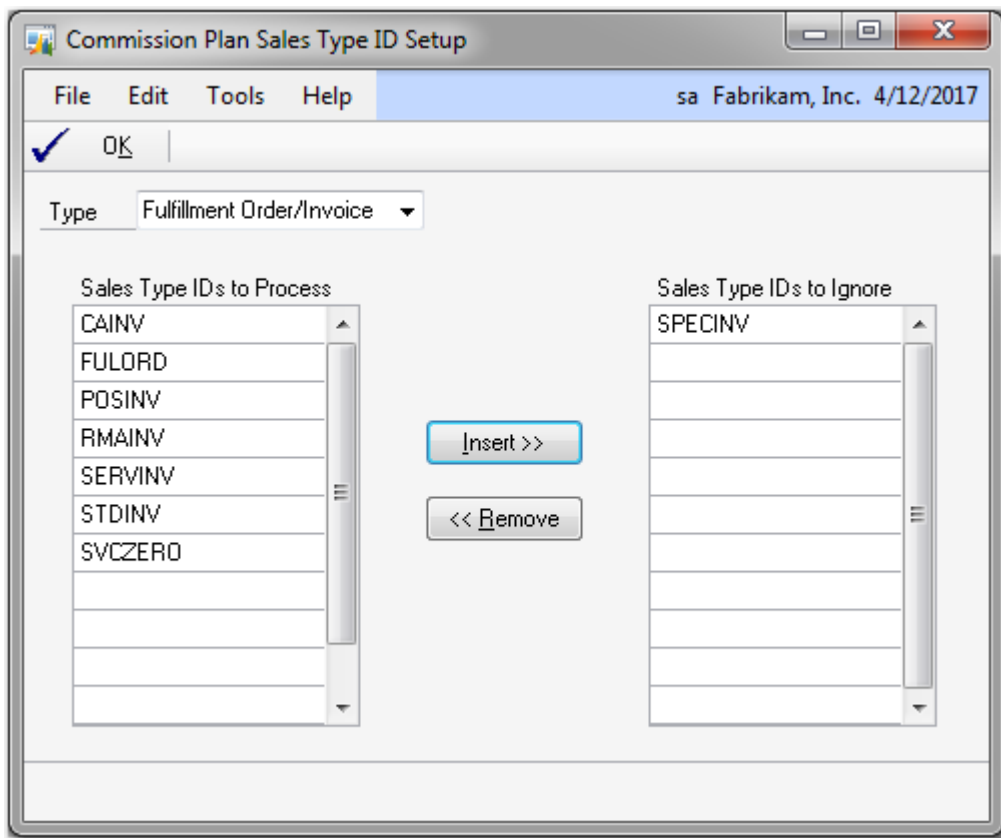 Commission Plan Sales Type ID Setup
File Edit Tools Help sa Fabrikam, Inc. 4/12/2017
OK
Type Fulfillment Order/Invoice
Sales Type IDs to Process Sales Type IDs to Ignore
CAINV SPECINV
FULORD
POSINV
RMAINV
Insert >>
SERVINV
STDINV
<< Remove
SVCZERO